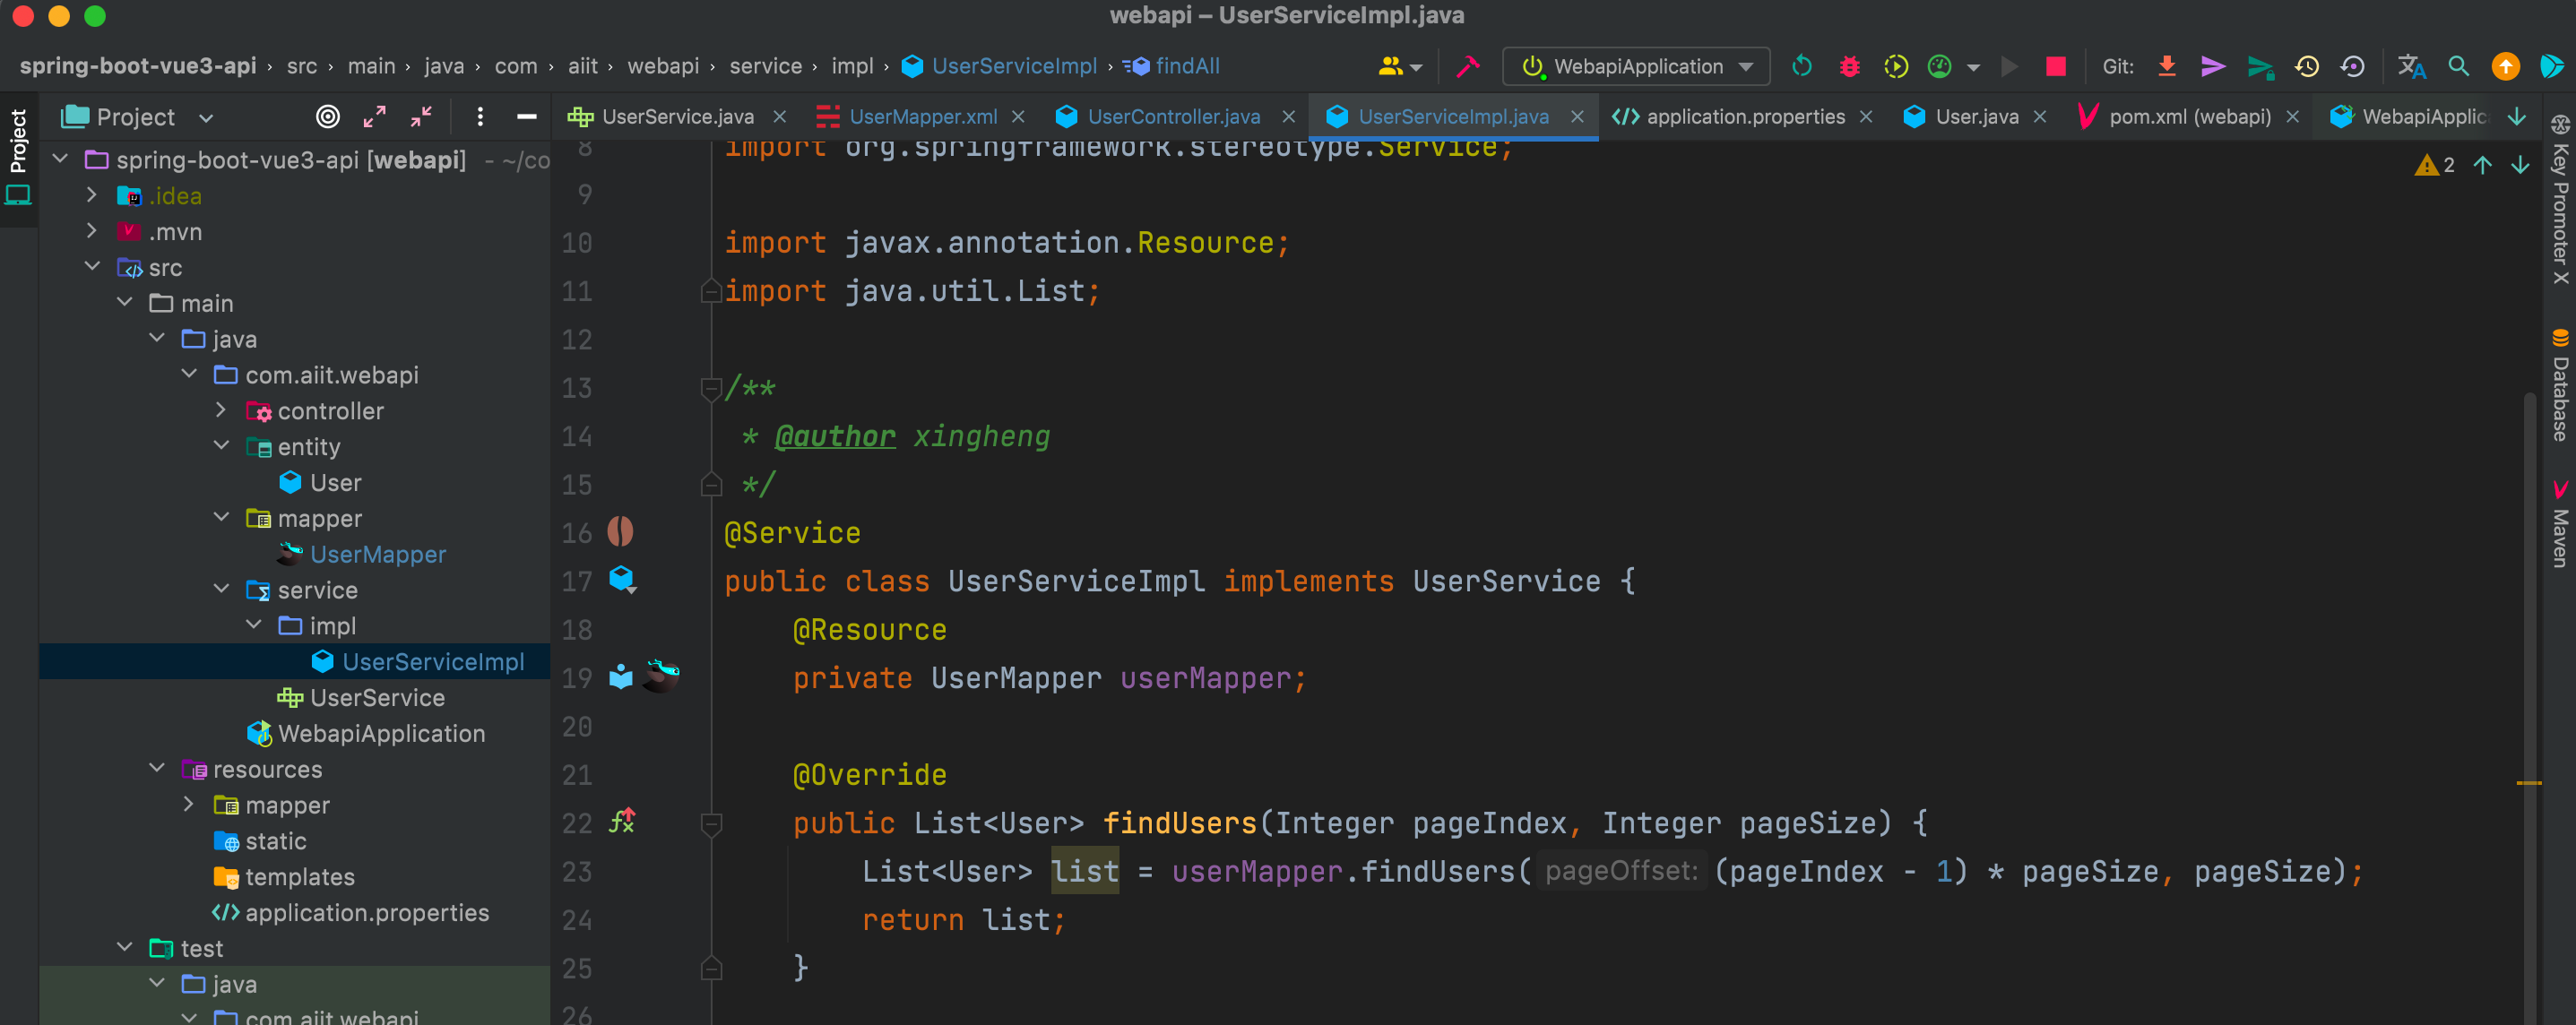 webapi – UserServiceImpl.java
spring-boot-vue3-api › src › main › java › com › aiit › webapi › service › impl › UserServiceImpl › findAll
WebapiApplication
Git:
Project
Project
UserService.java
UserMapper.xml
UserController.java
UserServiceImpl.java
application.properties
User.java
pom.xml (webapi)
WebapiApplic
spring-boot-vue3-api [webapi] - ~/co
.idea
.mvn
src
main
java
com.aiit.webapi
controller
entity
User
mapper
UserMapper
service
impl
UserServiceImpl
UserService
WebapiApplication
resources
mapper
static
templates
application.properties
test
java
com.aiit.webapi
2
8 import org.springframework.stereotype.Service;
9
10 import javax.annotation.Resource;
11 import java.util.List;
12
13 /**
14 * @author xingheng
15 */
16 @Service
17 public class UserServiceImpl implements UserService {
18 @Resource
19 private UserMapper userMapper;
20
21 @Override
22 public List<User> findUsers(Integer pageIndex, Integer pageSize) {
23 List<User> list = userMapper.findUsers( pageOffset: (pageIndex - 1) * pageSize, pageSize);
24 return list;
25 }
26
Key Promoter X
Database
Maven